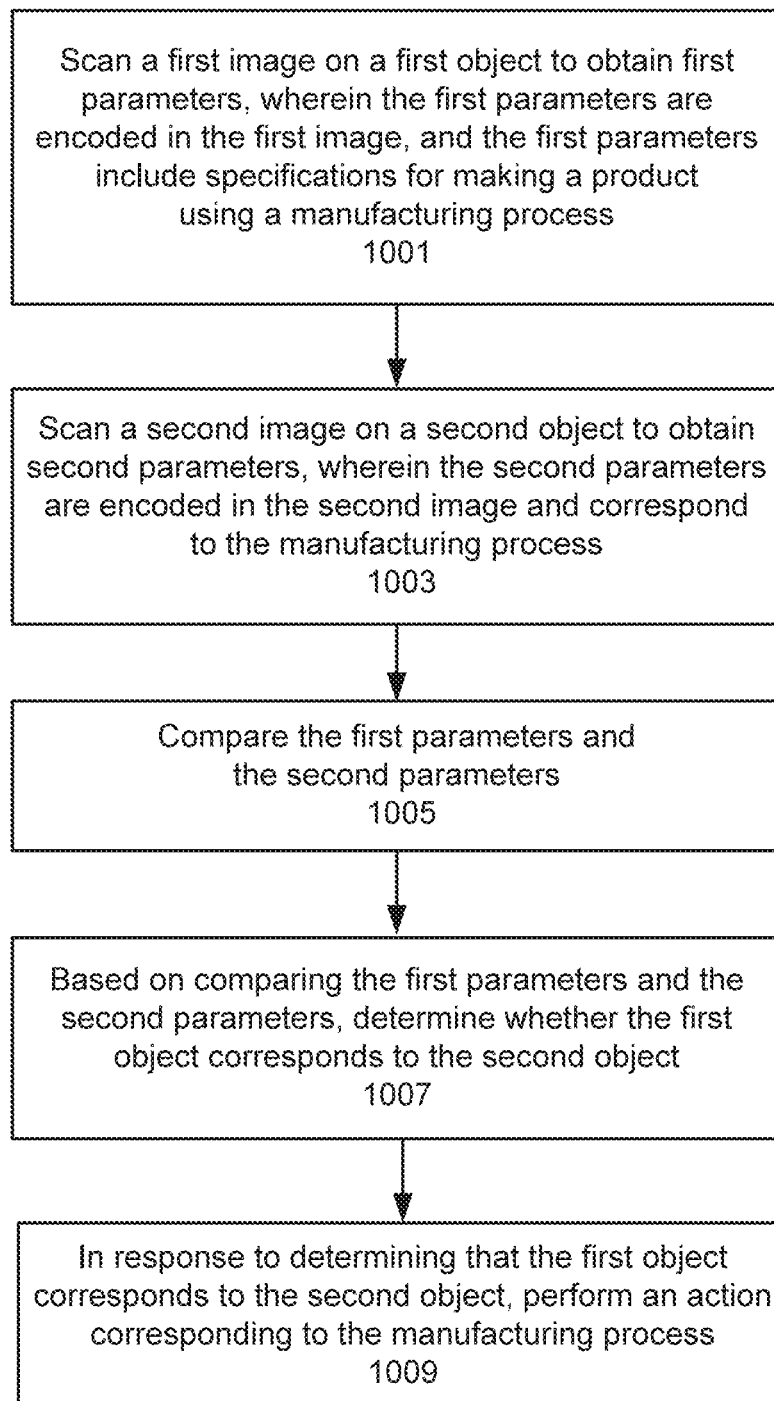 Scan a first image on a first object to obtain first
parameters, wherein the first parameters are
encoded in the first image, and the first parameters
include specifications for making a product
using a manufacturing process
1001
Scan a second image on a second object to obtain
second parameters, wherein the second parameters
are encoded in the second image and correspond
to the manufacturing process
1003
Compare the first parameters and
the second parameters
1005
Based on comparing the first parameters and the
second parameters, determine whether the first
object corresponds to the second object
1007
In response to determining that the first object
corresponds to the second object, perform an action
corresponding to the manufacturing process
1009